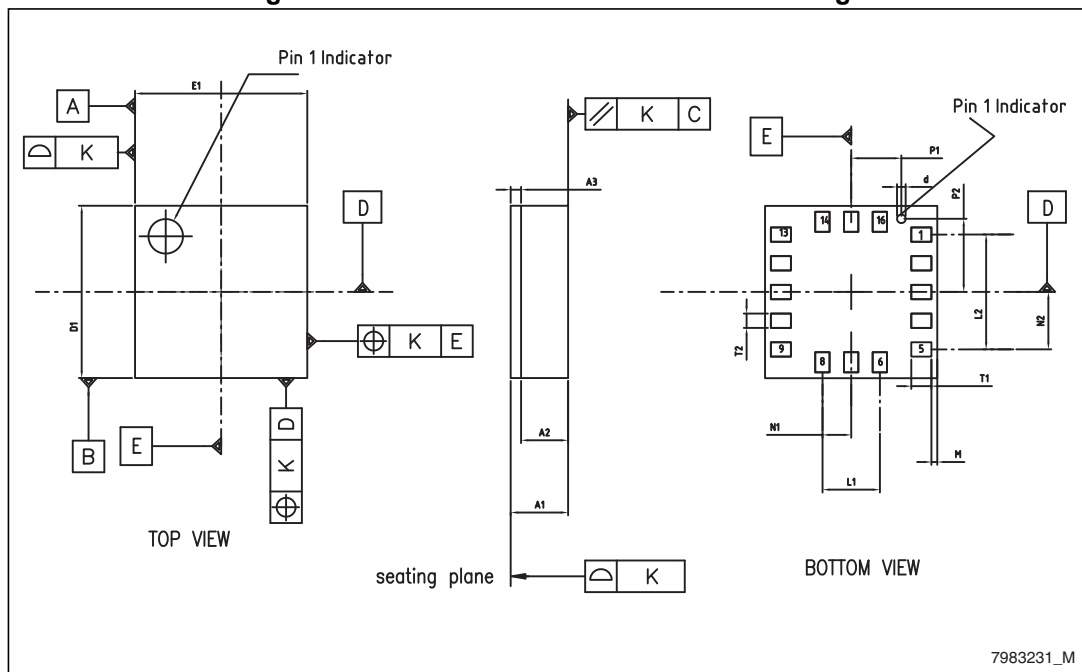 Pin 1 Indicator
E1
A
K
D1
D
K E
B
E
K D
TOP VIEW
K C
A3
A2
A1
seating plane
K
E
Pin 1 Indicator
P1
d
P2
D
14 16
13 1
L2
N2
T2
9 5
8 6
T1
N1
M
L1
BOTTOM VIEW
7983231_M